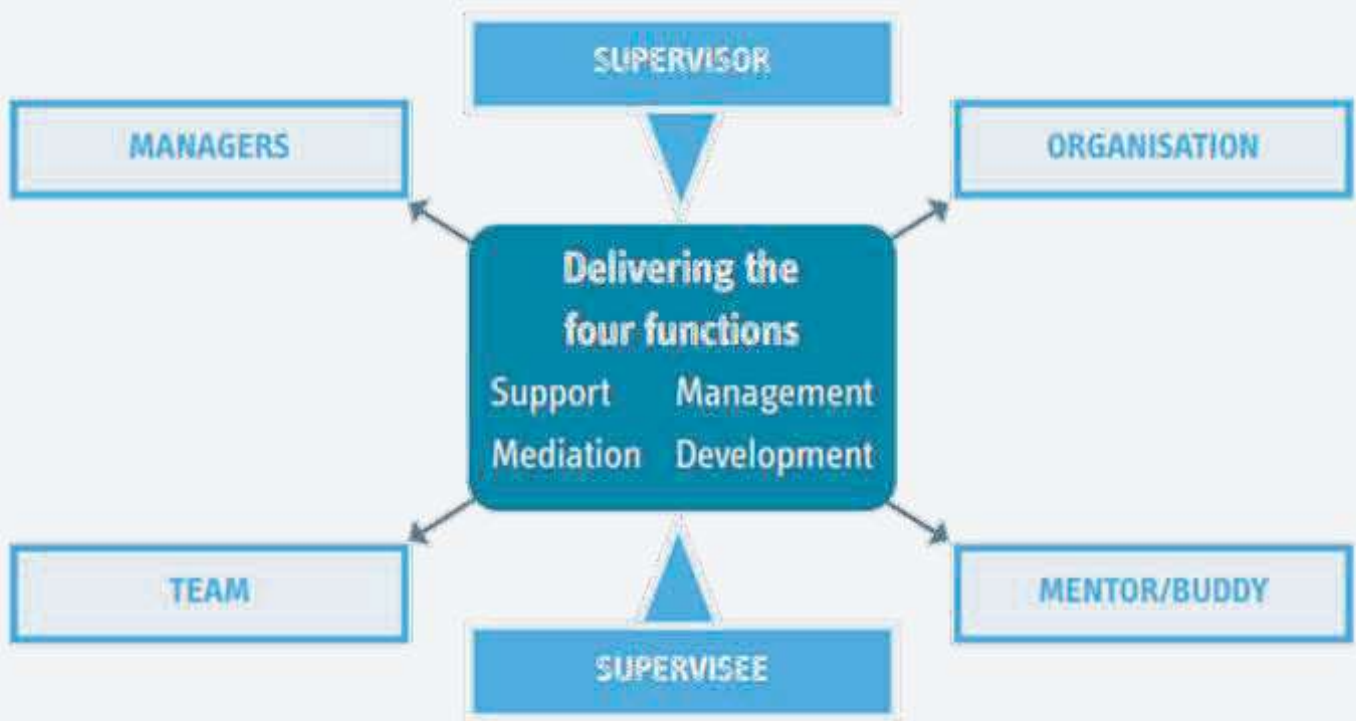 SUPERVISOR
MANAGERS
ORGANISATION
Delivering the
four functions
Support Management
Mediation Development
TEAM
MENTOR/BUDDY
SUPERVISEE